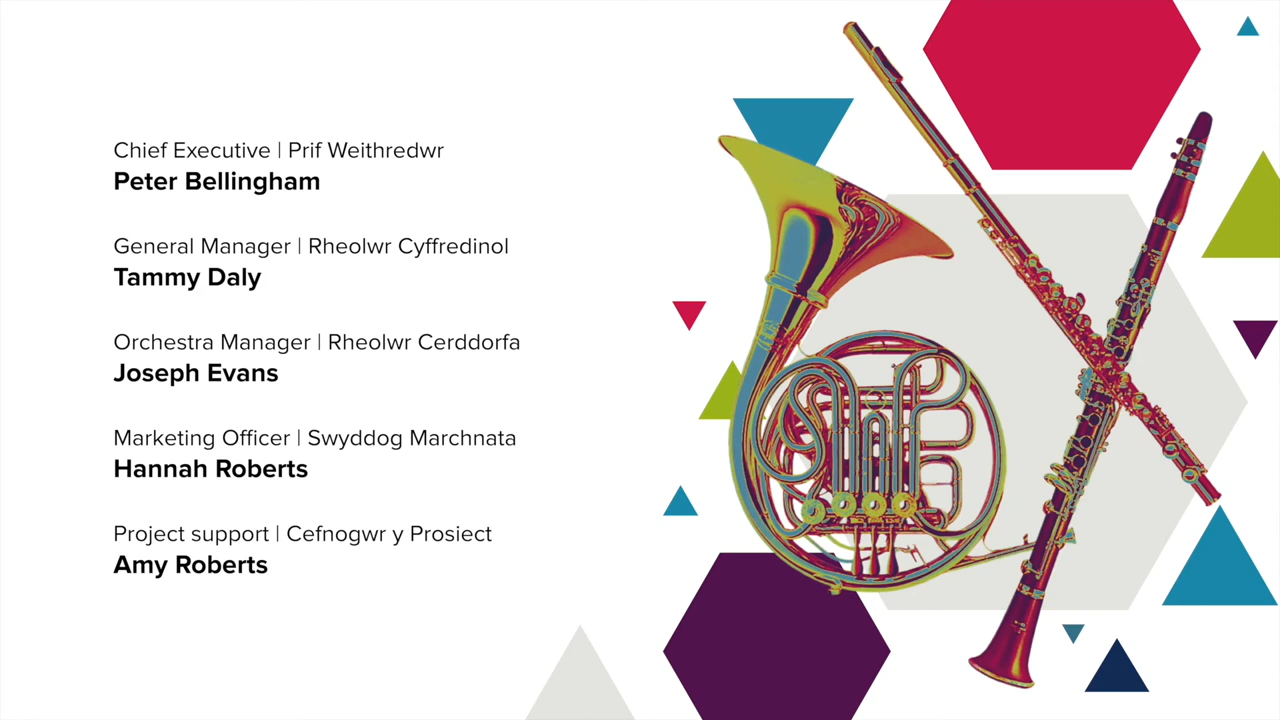 Chief Executive | Prif Weithredwr
Peter Bellingham
General Manager | Rheolwr Cyffredinol
Tammy Daly
Orchestra Manager | Rheolwr Cerddorfa
Joseph Evans
Marketing Officer | Swyddog Marchnata
Hannah Roberts
Project support | Cefnogwr y Prosiect
Amy Roberts